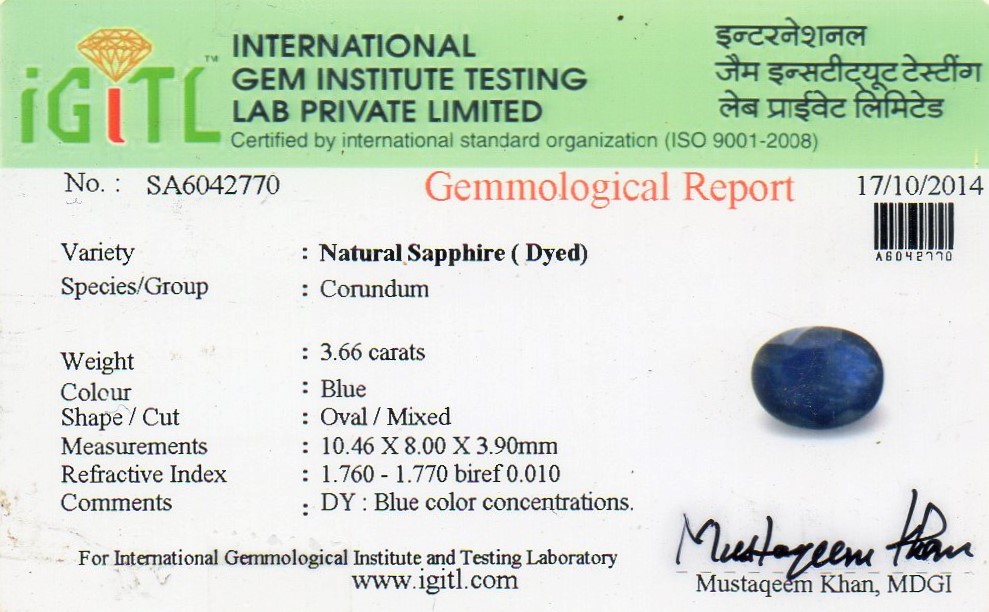 iGiTL™
INTERNATIONAL
GEM INSTITUTE TESTING
LAB PRIVATE LIMITED
Certified by international standard organization (ISO 9001-2008)
इन्टरनेशनल
जैम इन्सटीट्यूट टेस्टींग
लेब प्राईवेट लिमिटेड
No. : SA6042770
Gemmological Report
17/10/2014
A6042770
Variety : Natural Sapphire ( Dyed)
Species/Group : Corundum
Weight : 3.66 carats
Colour : Blue
Shape / Cut : Oval / Mixed
Measurements : 10.46 X 8.00 X 3.90mm
Refractive Index : 1.760 - 1.770 biref 0.010
Comments : DY : Blue color concentrations.
For International Gemmological Institute and Testing Laboratory
www.igitl.com
Mustaqeem Khan
Mustaqeem Khan, MDGI